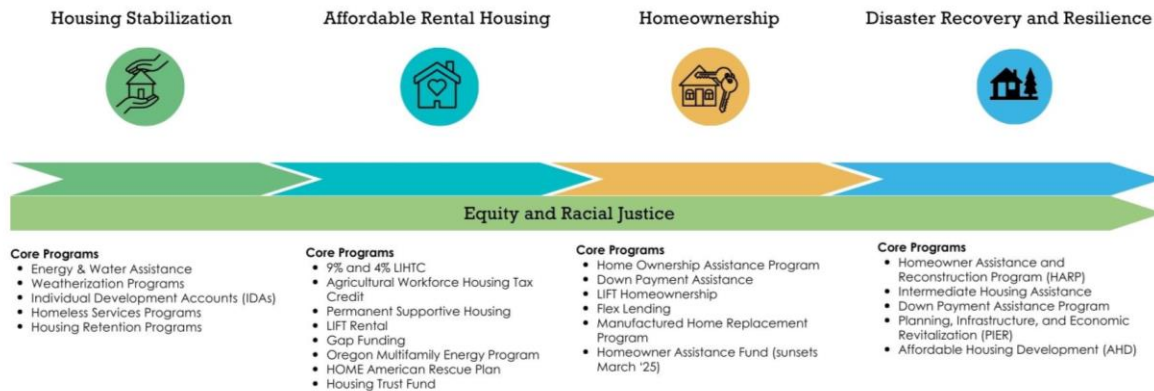 Housing Stabilization
Affordable Rental Housing
Homeownership
Disaster Recovery and Resilience
Equity and Racial Justice
Core Programs
• Energy & Water Assistance
• Weatherization Programs
• Individual Development Accounts (IDAs)
• Homeless Services Programs
• Housing Retention Programs
Core Programs
• 9% and 4% LIHTC
• Agricultural Workforce Housing Tax
Credit
• Permanent Supportive Housing
• LIFT Rental
• Gap Funding
• Oregon Multifamily Energy Program
• HOME American Rescue Plan
• Housing Trust Fund
Core Programs
• Home Ownership Assistance Program
• Down Payment Assistance
• LIFT Homeownership
• Flex Lending
• Manufactured Home Replacement
Program
• Homeowner Assistance Fund (sunsets
March ‘25)
Core Programs
• Homeowner Assistance and
Reconstruction Program (HARP)
• Intermediate Housing Assistance
• Down Payment Assistance Program
• Planning, Infrastructure, and Economic
Revitalization (PIER)
• Affordable Housing Development (AHD)